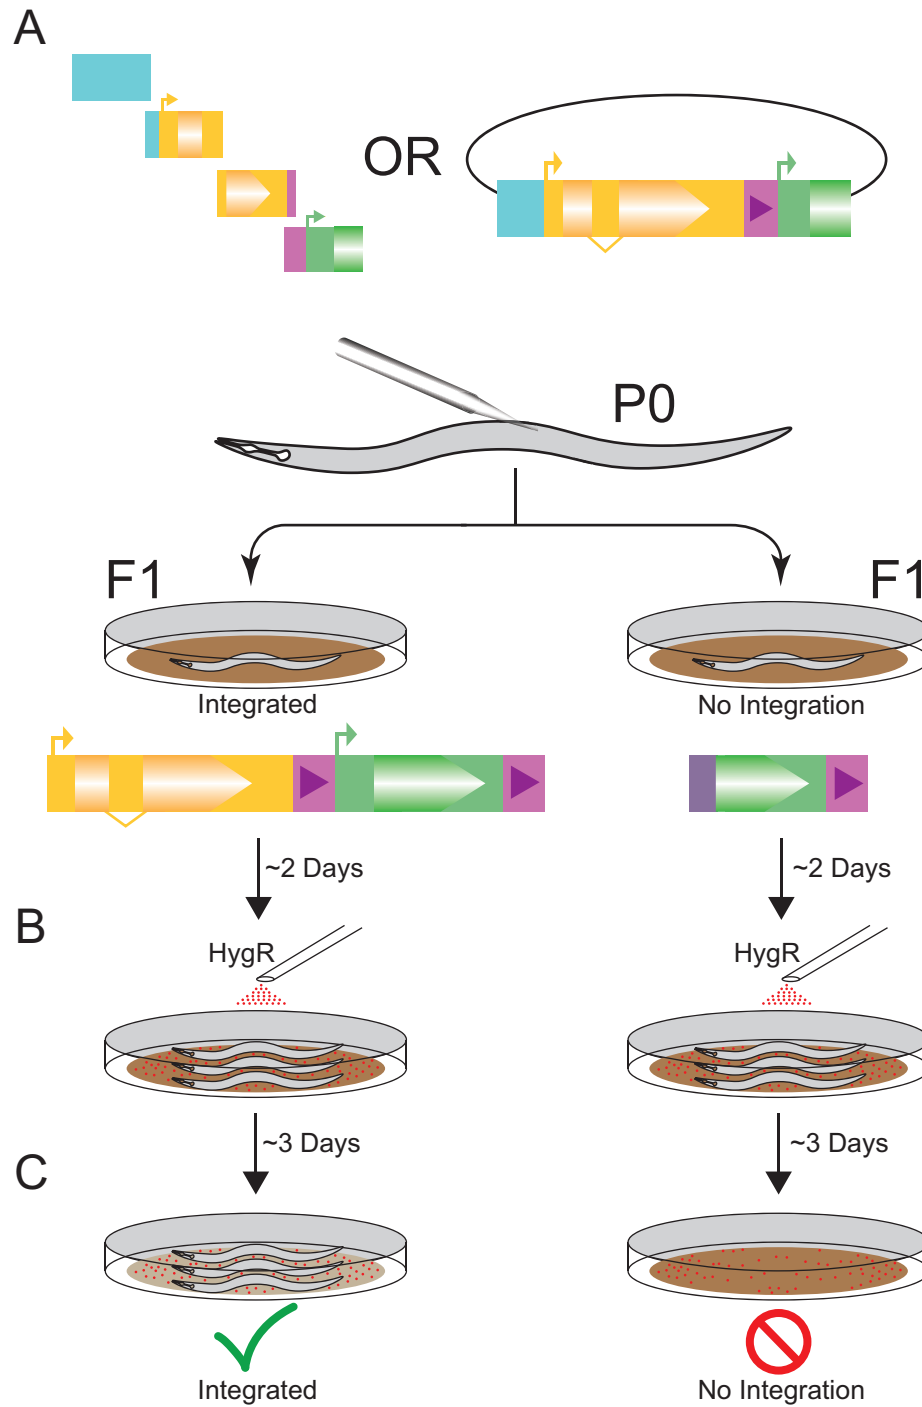 A
OR
P0
F1
F1
Integrated
No Integration
~2 Days
~2 Days
B
HygR
HygR
~3 Days
~3 Days
C
Integrated
No Integration